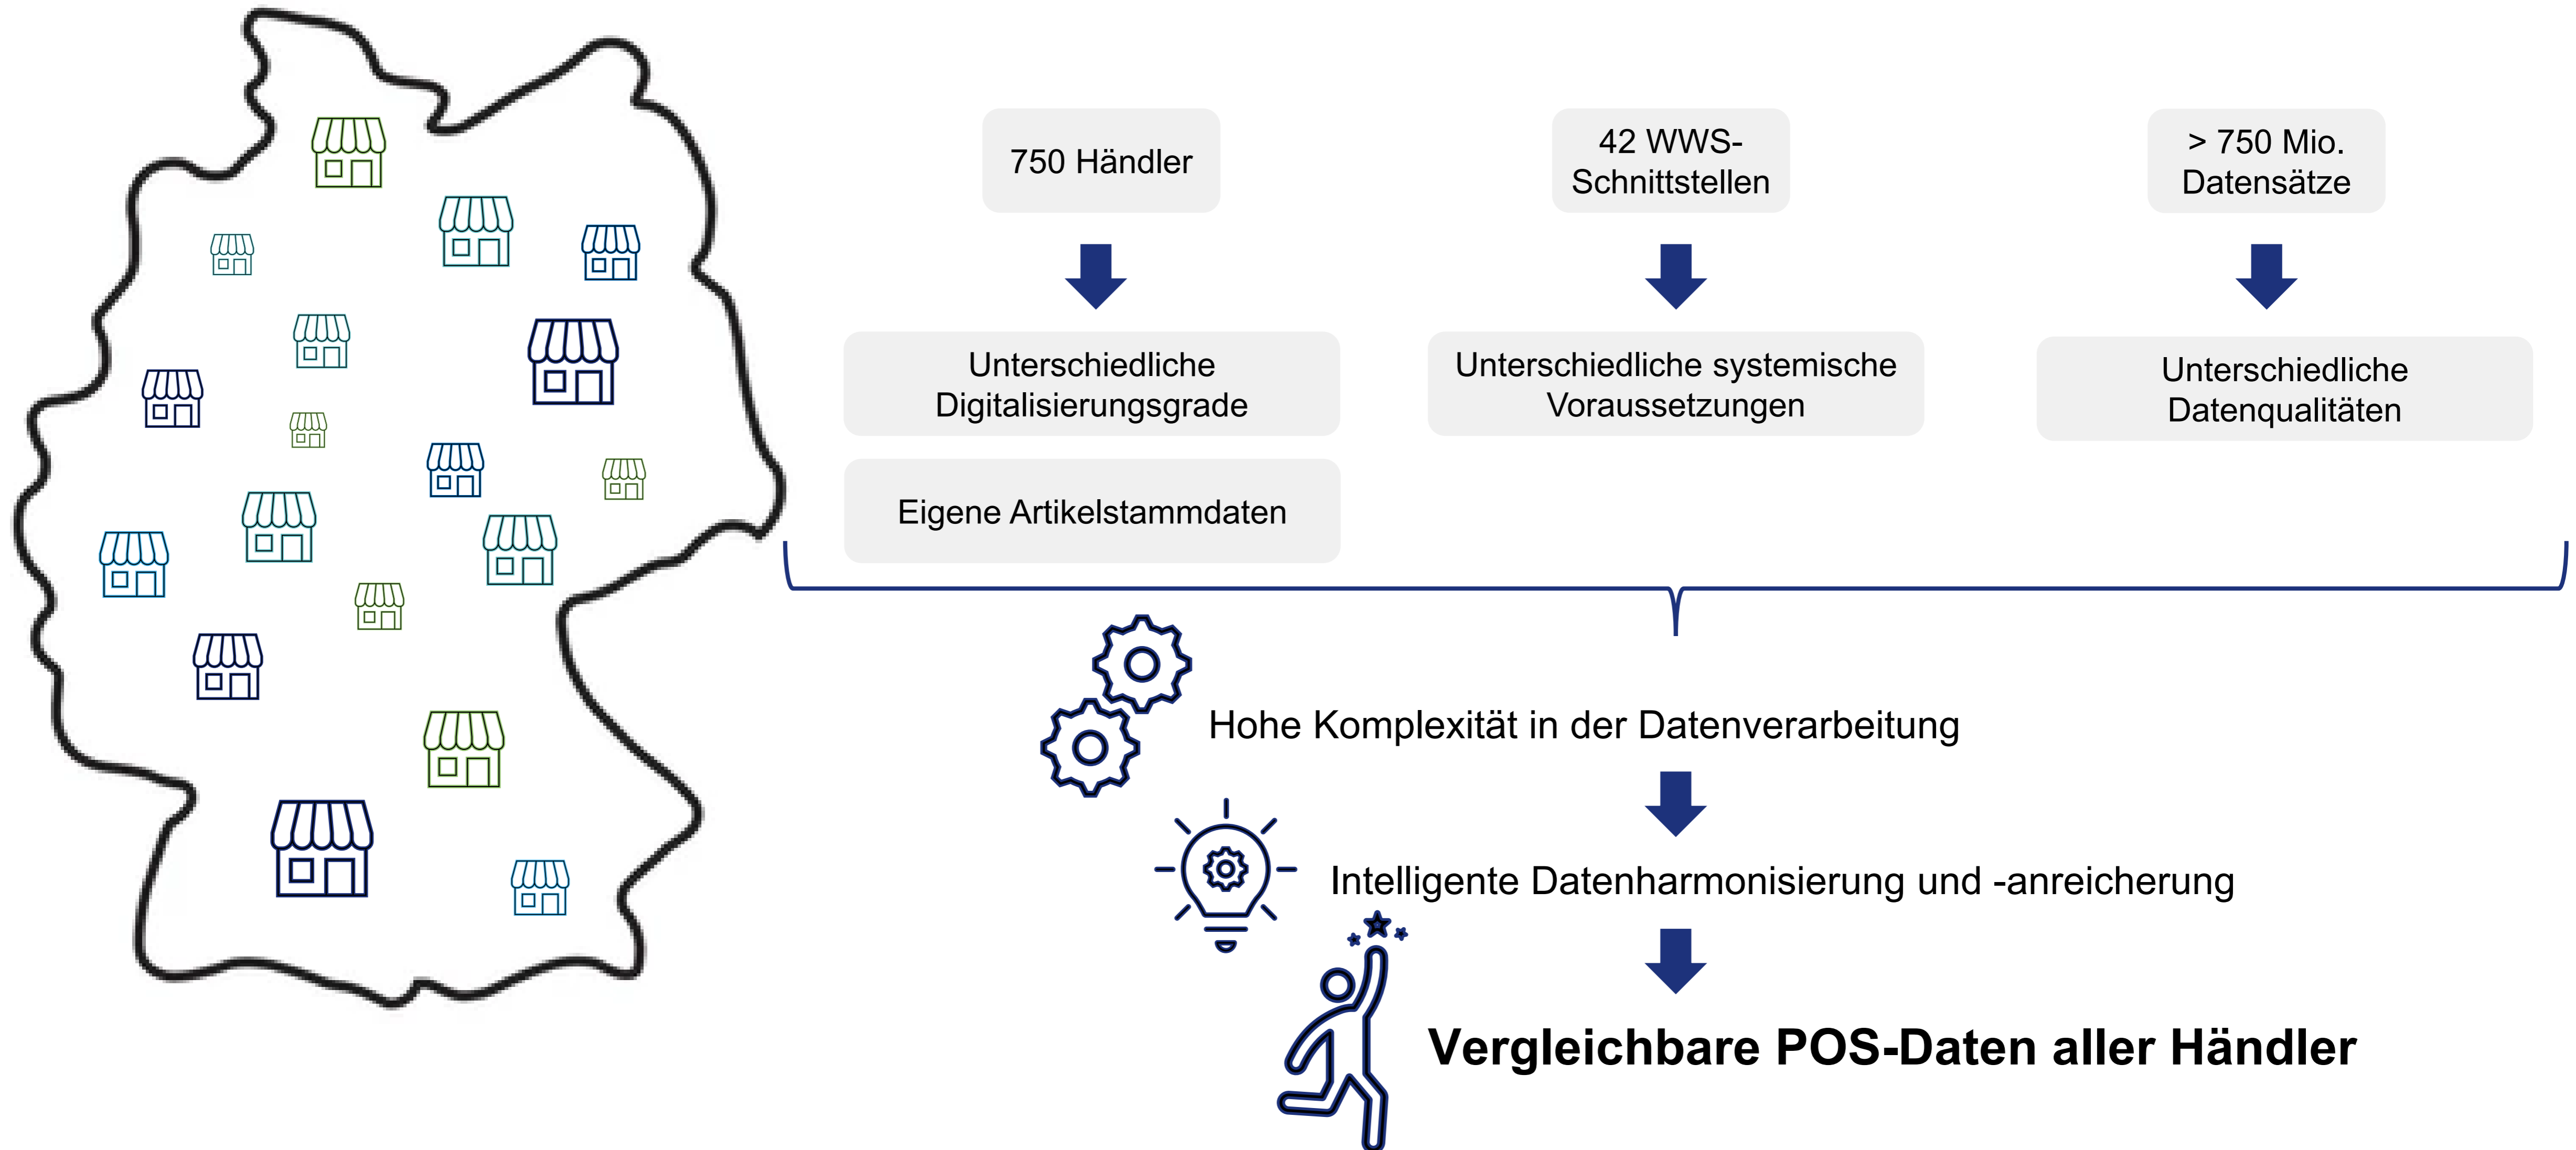 750 Händler
42 WWS-
Schnittstellen
> 750 Mio.
Datensätze
Unterschiedliche
Digitalisierungsgrade
Unterschiedliche systemische
Voraussetzungen
Unterschiedliche
Datenqualitäten
Eigene Artikelstammdaten
Hohe Komplexität in der Datenverarbeitung
Intelligente Datenharmonisierung und -anreicherung
Vergleichbare POS-Daten aller Händler